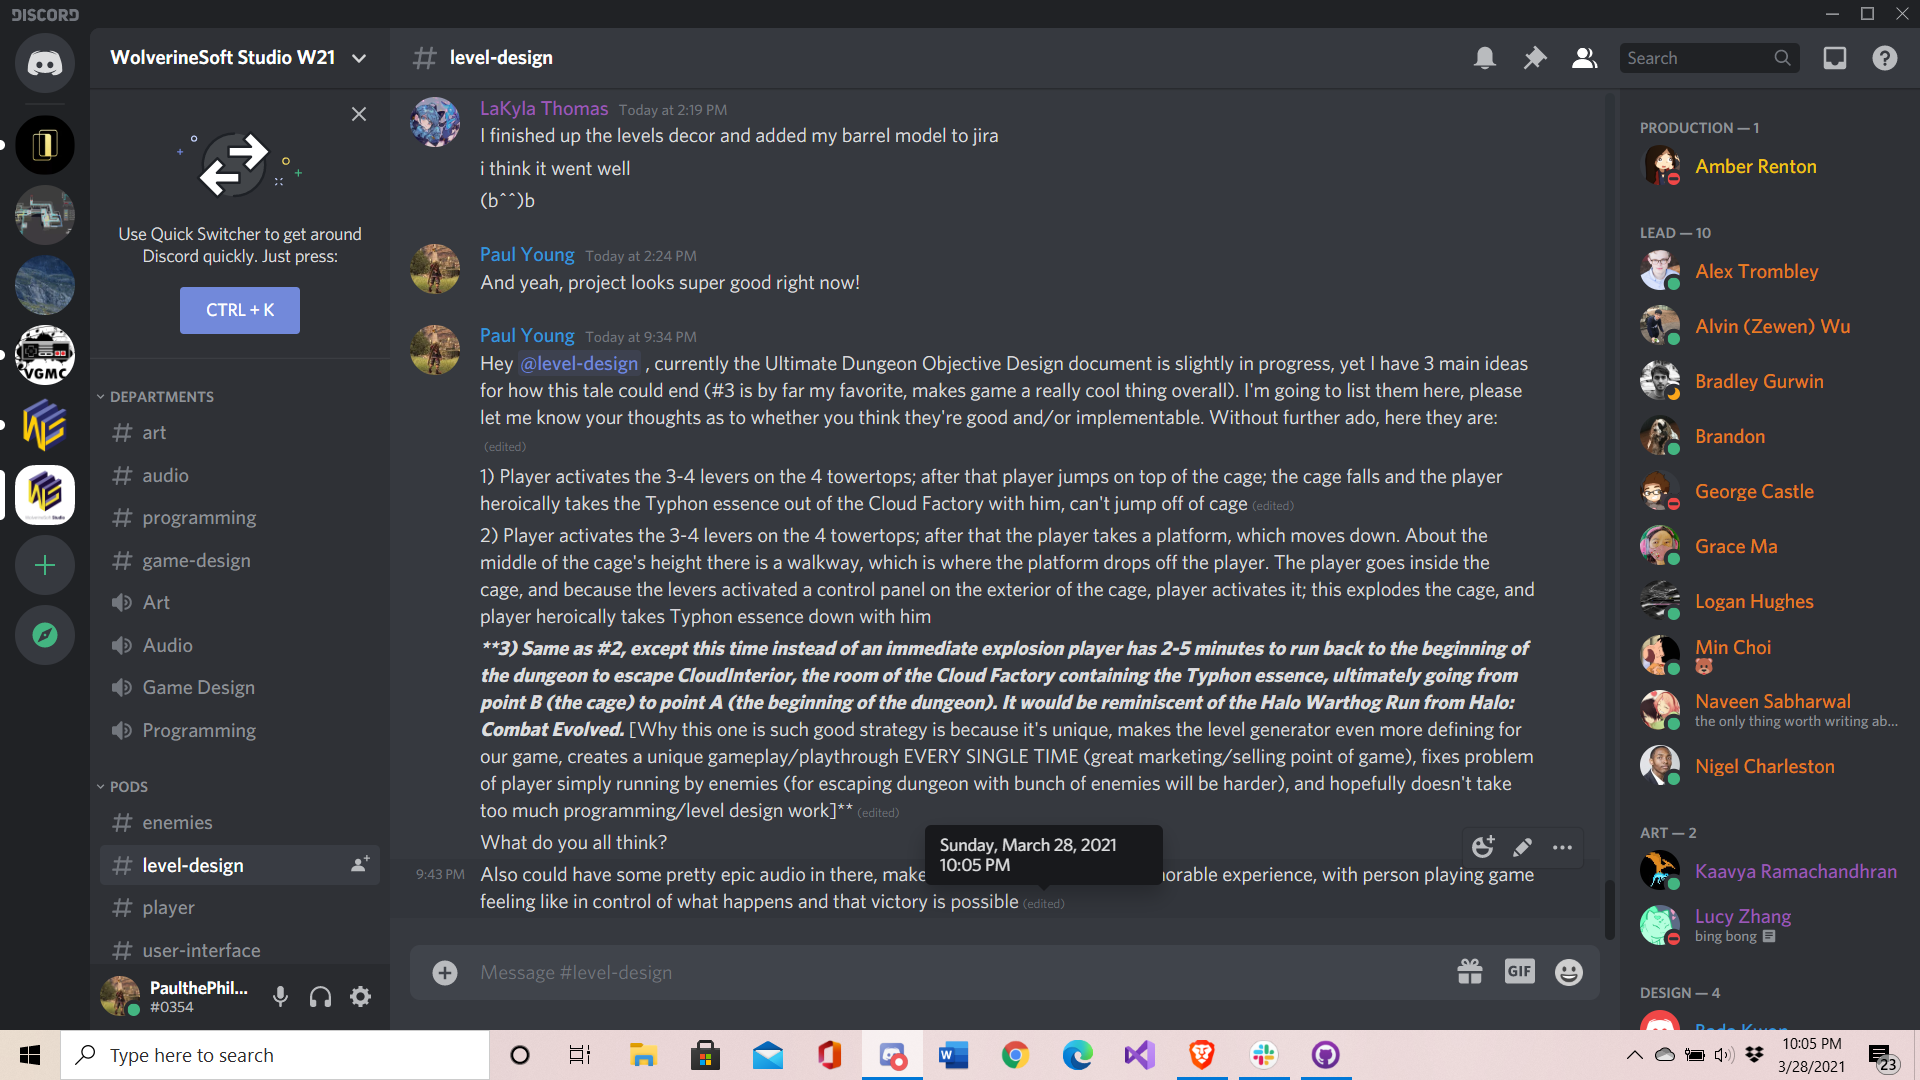 DISCORD
WolverineSoft Studio W21
level-design
Search
Use Quick Switcher to get around
Discord quickly. Just press:
CTRL + K
DEPARTMENTS
art
audio
programming
game-design
Art
Audio
Game Design
Programming
PODS
enemies
level-design
player
user-interface
PaulthePhil...
#0354
VGMC
LaKyla Thomas Today at 2:19 PM
I finished up the levels decor and added my barrel model to jira
i think it went well
(b^^)b
Paul Young Today at 2:24 PM
And yeah, project looks super good right now!
Paul Young Today at 9:34 PM
Hey @level-design , currently the Ultimate Dungeon Objective Design document is slightly in progress, yet I have 3 main ideas
for how this tale could end (#3 is by far my favorite, makes game a really cool thing overall). I'm going to list them here, please
let me know your thoughts as to whether you think they're good and/or implementable. Without further ado, here they are:
(edited)
1) Player activates the 3-4 levers on the 4 towertops; after that player jumps on top of the cage; the cage falls and the player
heroically takes the Typhon essence out of the Cloud Factory with him, can't jump off of cage (edited)
2) Player activates the 3-4 levers on the 4 towertops; after that the player takes a platform, which moves down. About the
middle of the cage's height there is a walkway, which is where the platform drops off the player. The player goes inside the
cage, and because the levers activated a control panel on the exterior of the cage, player activates it; this explodes the cage, and
player heroically takes Typhon essence down with him
**3) Same as #2, except this time instead of an immediate explosion player has 2-5 minutes to run back to the beginning of
the dungeon to escape CloudInterior, the room of the Cloud Factory containing the Typhon essence, ultimately going from
point B (the cage) to point A (the beginning of the dungeon). It would be reminiscent of the Halo Warthog Run from Halo:
Combat Evolved. [Why this one is such good strategy is because it's unique, makes the level generator even more defining for
our game, creates a unique gameplay/playthrough EVERY SINGLE TIME (great marketing/selling point of game), fixes problem
of player simply running by enemies (for escaping dungeon with bunch of enemies will be harder), and hopefully doesn't take
too much programming/level design work]** (edited)
What do you all think?
Sunday, March 28, 2021
10:05 PM
9:43 PM Also could have some pretty epic audio in there, make orable experience, with person playing game
feeling like in control of what happens and that victory is possible (edited)
Message #level-design
GIF
PRODUCTION — 1
Amber Renton
LEAD — 10
Alex Trombley
Alvin (Zewen) Wu
Bradley Gurwin
Brandon
George Castle
Grace Ma
Logan Hughes
Min Choi
Naveen Sabharwal
the only thing worth writing ab...
Nigel Charleston
ART — 2
Kaavya Ramachandhran
Lucy Zhang
bing bong
DESIGN — 4
Type here to search
10:05 PM
3/28/2021
23